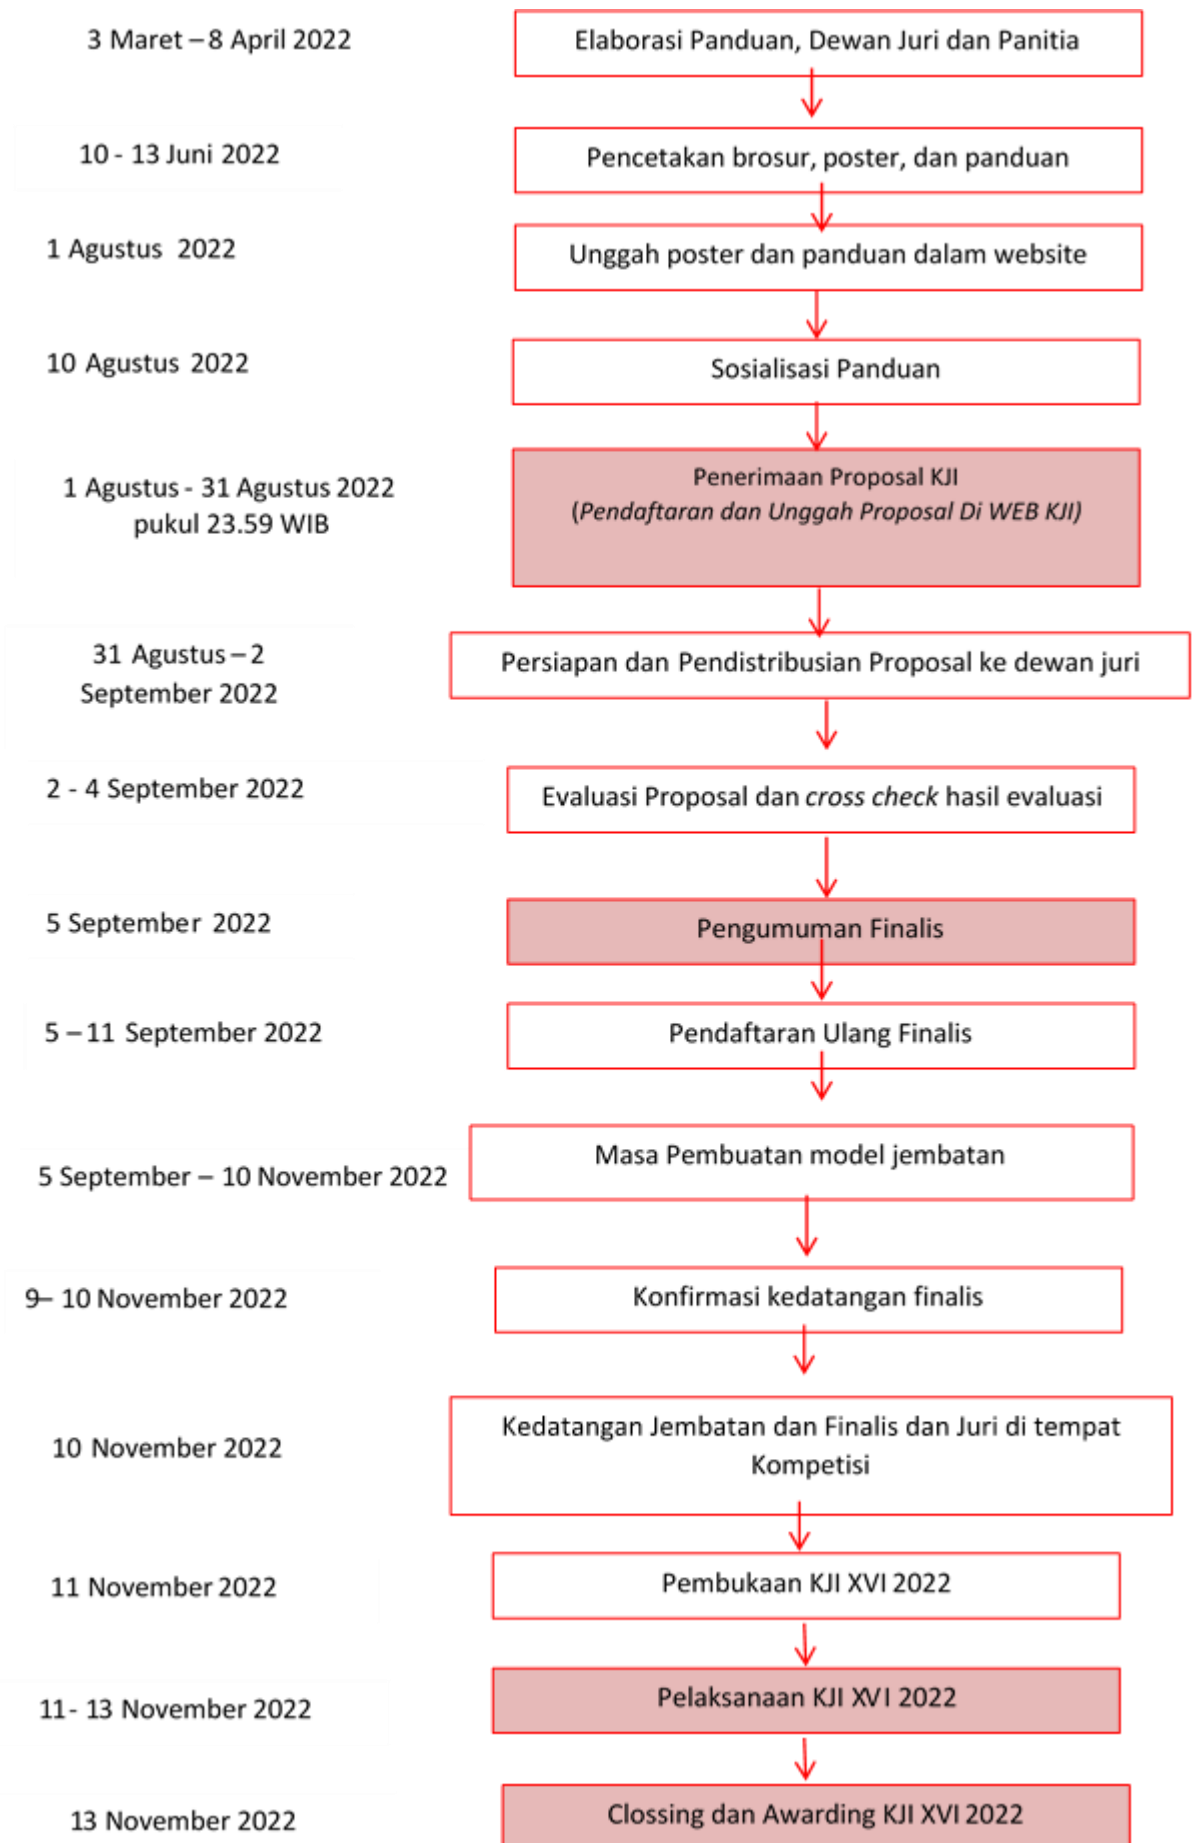 3 Maret – 8 April 2022
Elaborasi Panduan, Dewan Juri dan Panitia
10 - 13 Juni 2022
Pencetakan brosur, poster, dan panduan
1 Agustus 2022
Unggah poster dan panduan dalam website
10 Agustus 2022
Sosialisasi Panduan
1 Agustus - 31 Agustus 2022
pukul 23.59 WIB
Penerimaan Proposal KJI
(Pendaftaran dan Unggah Proposal Di WEB KJI)
31 Agustus – 2
September 2022
Persiapan dan Pendistribusian Proposal ke dewan juri
2 - 4 September 2022
Evaluasi Proposal dan cross check hasil evaluasi
5 September 2022
Pengumuman Finalis
5 – 11 September 2022
Pendaftaran Ulang Finalis
5 September – 10 November 2022
Masa Pembuatan model jembatan
9– 10 November 2022
Konfirmasi kedatangan finalis
10 November 2022
Kedatangan Jembatan dan Finalis dan Juri di tempat
Kompetisi
11 November 2022
Pembukaan KJI XVI 2022
11- 13 November 2022
Pelaksanaan KJI XVI 2022
13 November 2022
Clossing dan Awarding KJI XVI 2022